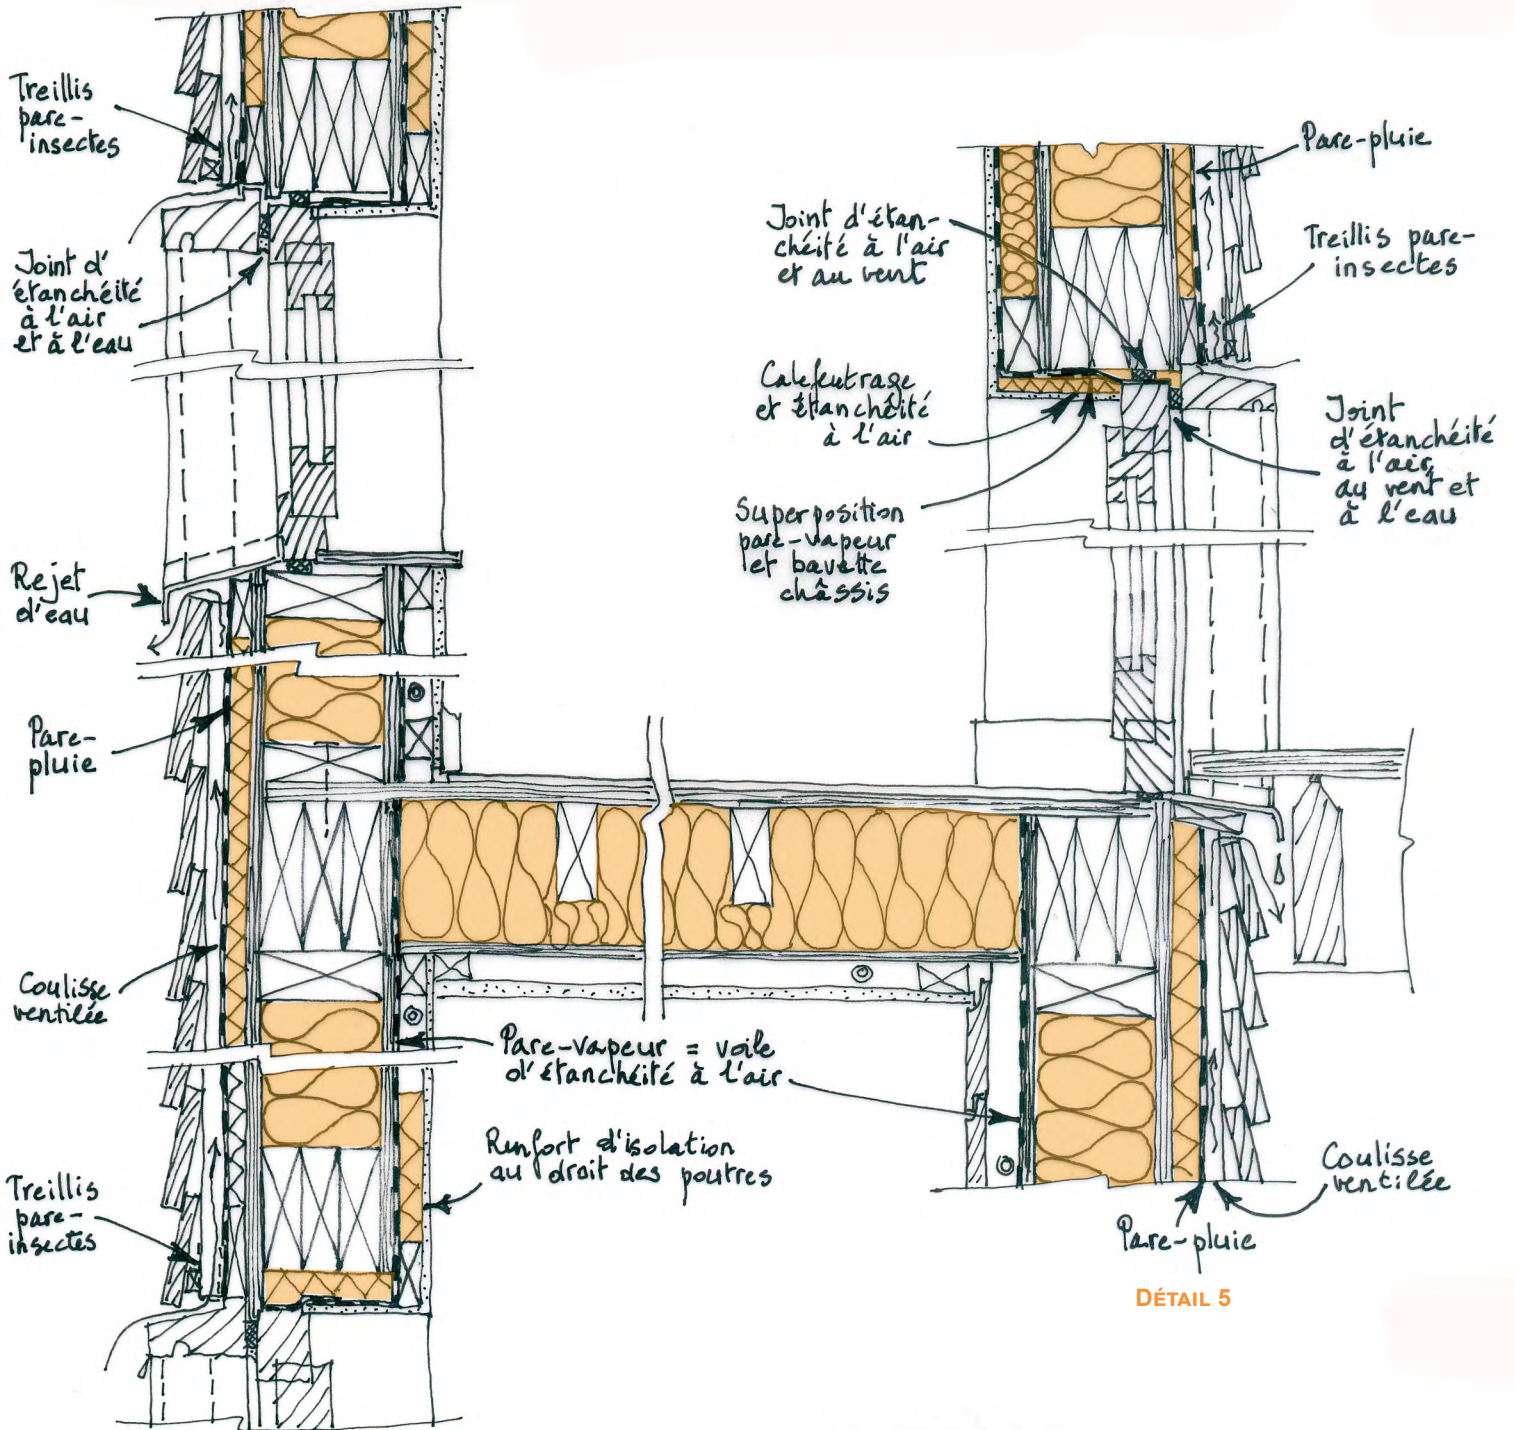 Treillis
pare-
insectes
Joint d'
étanchéité
à l'air
et à l'eau
Rejet
d'eau
Pare-
pluie
Coulisse
ventilée
Treillis
pare-
insectes
Joint d'étan-
chéité à l'air
et au vent
Calfeutrage
et étanchéité
à l'air
Superposition
pare-vapeur
et bavette
châssis
Pare-pluie
Treillis pare-
insectes
Joint
d'étanchéité
à l'air,
au vent et
à l'eau
Pare-vapeur = voile
d'étanchéité à l'air
Renfort d'isolation
au droit des poutres
Coulisse
ventilée
Pare-pluie
DÉTAIL 5